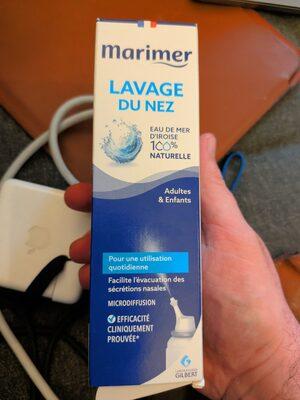 marimer
LAVAGE
DU NEZ
EAU DE MER
D'IROISE
100%
NATURELLE
Adultes
& Enfants
Pour une utilisation
quotidienne
Facilite l'évacuation des
sécrétions nasales
MICRODIFFUSION
EFFICACITÉ
CLINIQUEMENT
PROUVÉE*
LABORATOIRES
GILBERT